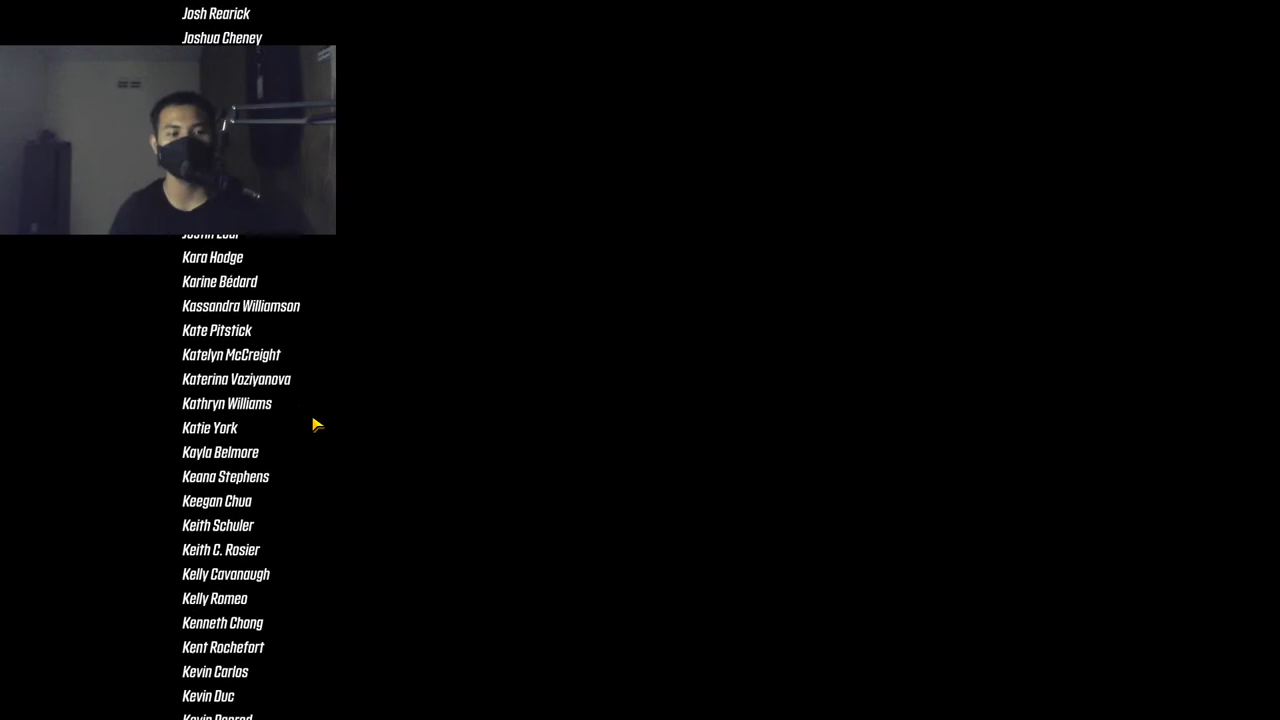 Josh Rearick
Joshua Cheney
Kara Hodge
Karine Bédard
Kassandra Williamson
Kate Pitstick
Katelyn McCreight
Katerina Voziyanova
Kathryn Williams
Katie York
Kayla Belmore
Keana Stephens
Keegan Chua
Keith Schuler
Keith C. Rosier
Kelly Cavanaugh
Kelly Romeo
Kenneth Chong
Kent Rochefort
Kevin Carlos
Kevin Duc
Kevin